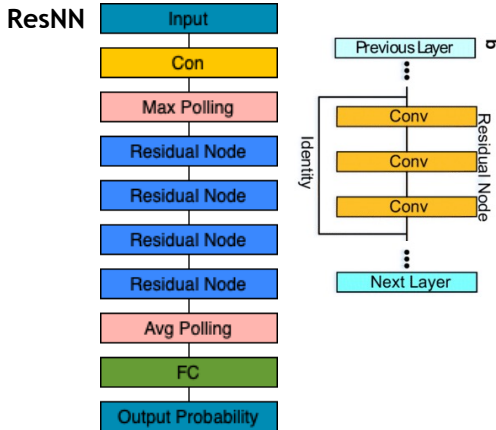 ResNN
Input
Con
Max Polling
Residual Node
Residual Node
Residual Node
Residual Node
Avg Polling
FC
Output Probability
b
Previous Layer
Conv
Conv
Conv
Identity
Residual Node
Next Layer